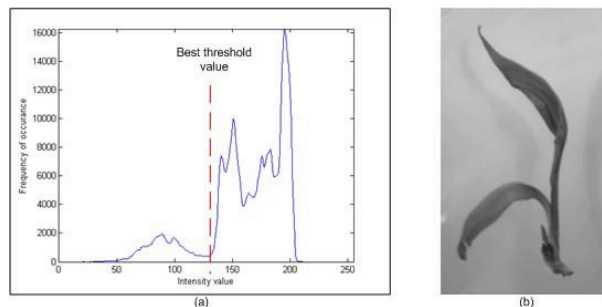 16000
14000
12000
10000
8000
6000
4000
2000
0
Frequency of occurance
Best threshold
value
0 50 100 150 200 250
Intensity value
(a)
(b)